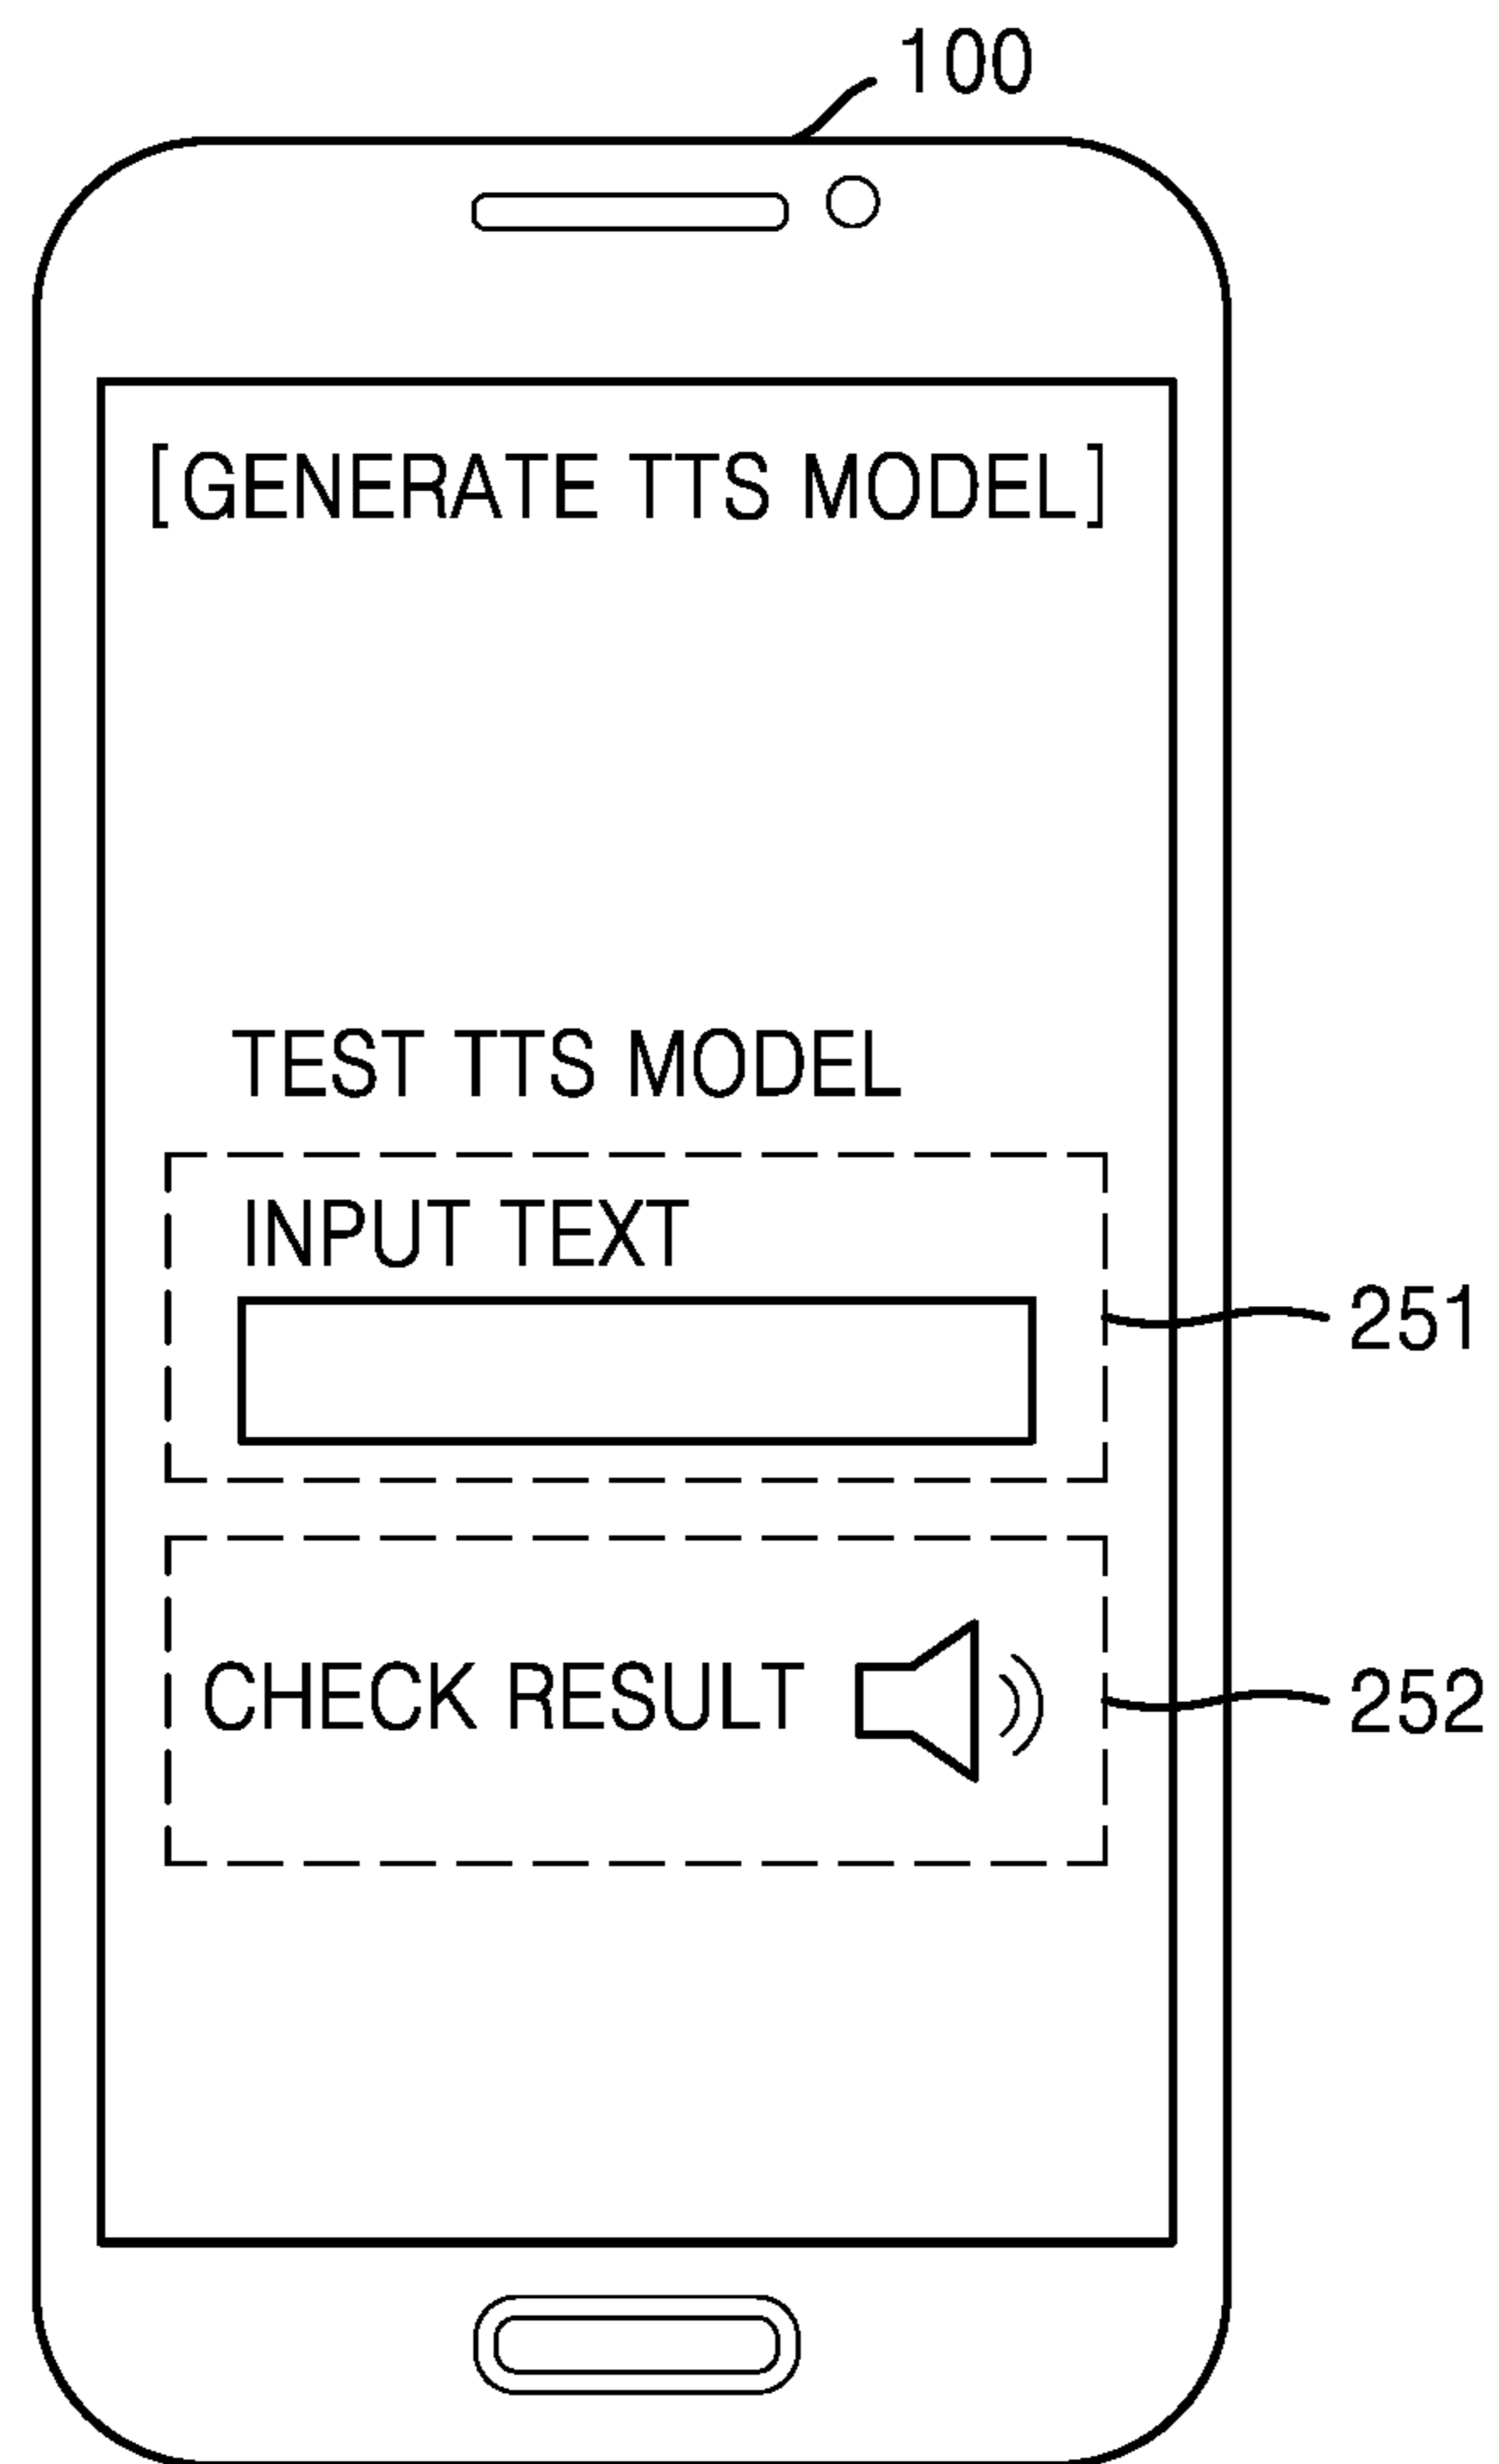 100
[GENERATE TTS MODEL]
TEST TTS MODEL
INPUT TEXT
251
CHECK RESULT
252